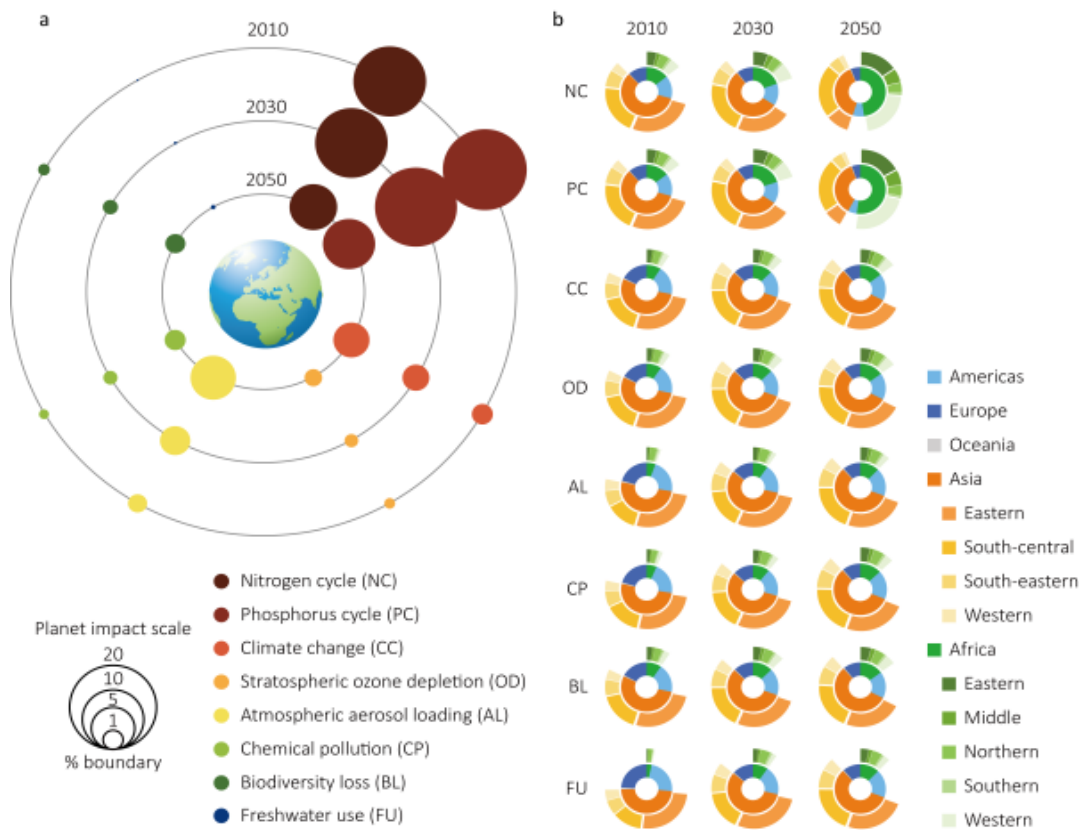 a
2010
2030
2050
Planet impact scale
20
10
5
1
% boundary
Nitrogen cycle (NC)
Phosphorus cycle (PC)
Climate change (CC)
Stratospheric ozone depletion (OD)
Atmospheric aerosol loading (AL)
Chemical pollution (CP)
Biodiversity loss (BL)
Freshwater use (FU)
b
2010 2030 2050
NC
PC
CC
OD
AL
CP
BL
FU
Americas
Europe
Oceania
Asia
Eastern
South-central
South-eastern
Western
Africa
Eastern
Middle
Northern
Southern
Western